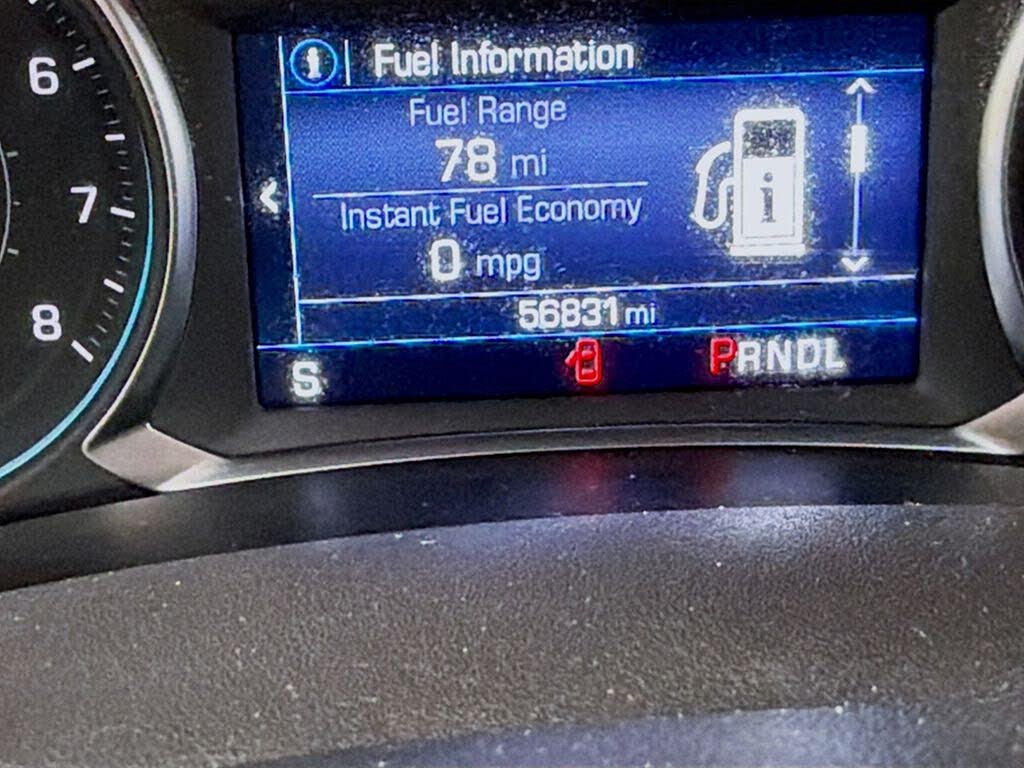 6
7
8
i Fuel Information
Fuel Range
78 mi
Instant Fuel Economy
0 mpg
i
56831 mi
S PRNDL